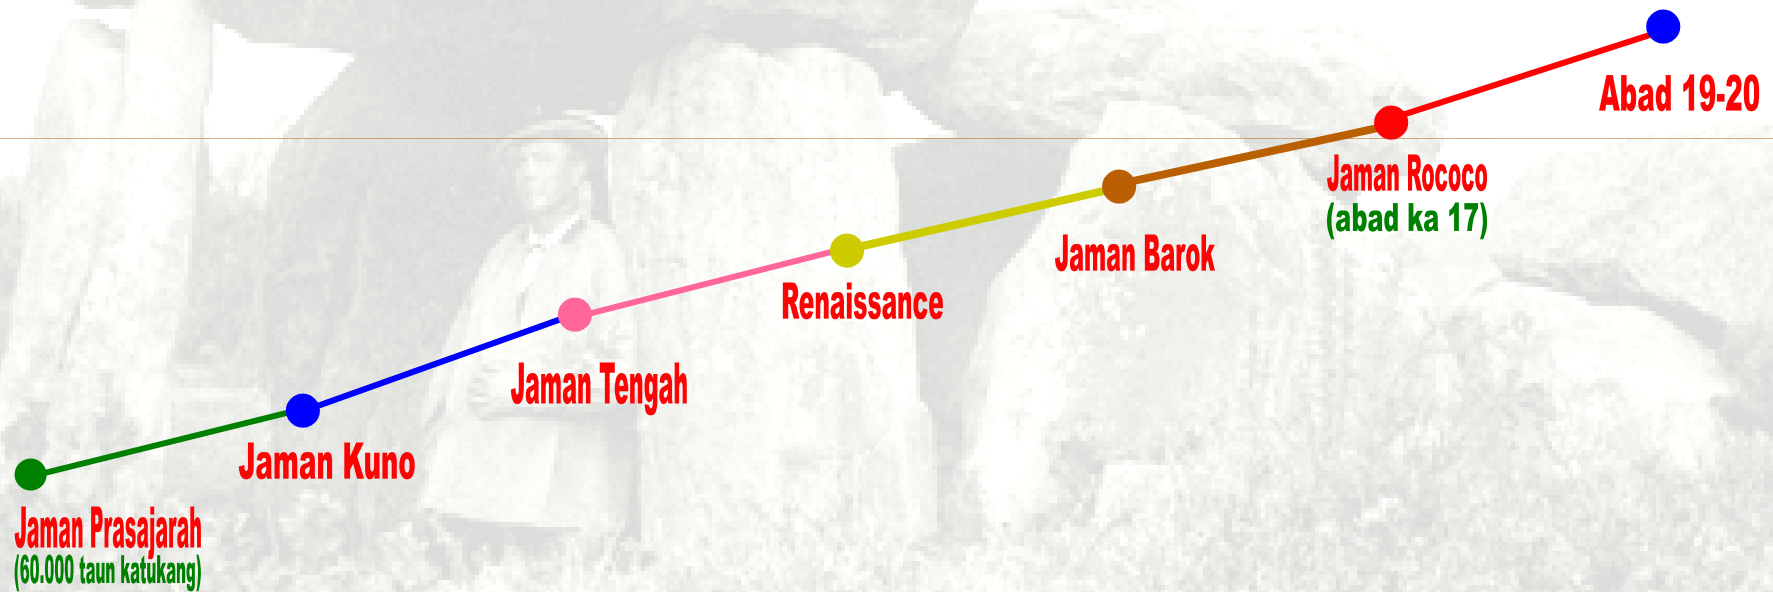 Jaman Prasajarah
(60.000 taun katukang)
Jaman Kuno
Jaman Tengah
Renaissance
Jaman Barok
Jaman Rococo
(abad ka 17)
Abad 19-20